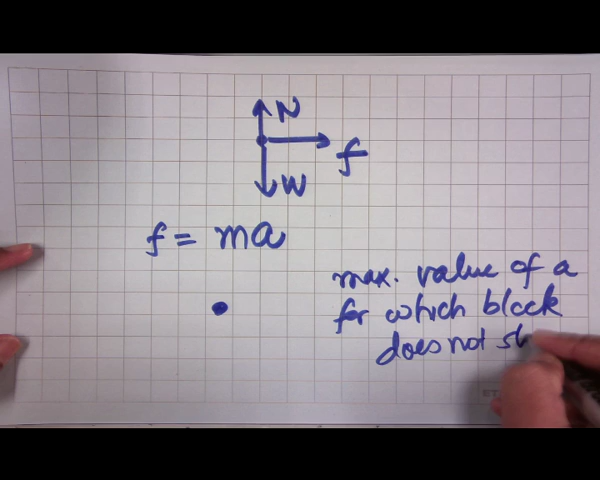 N
f
W
f = ma
max. value of a
for which block
does not